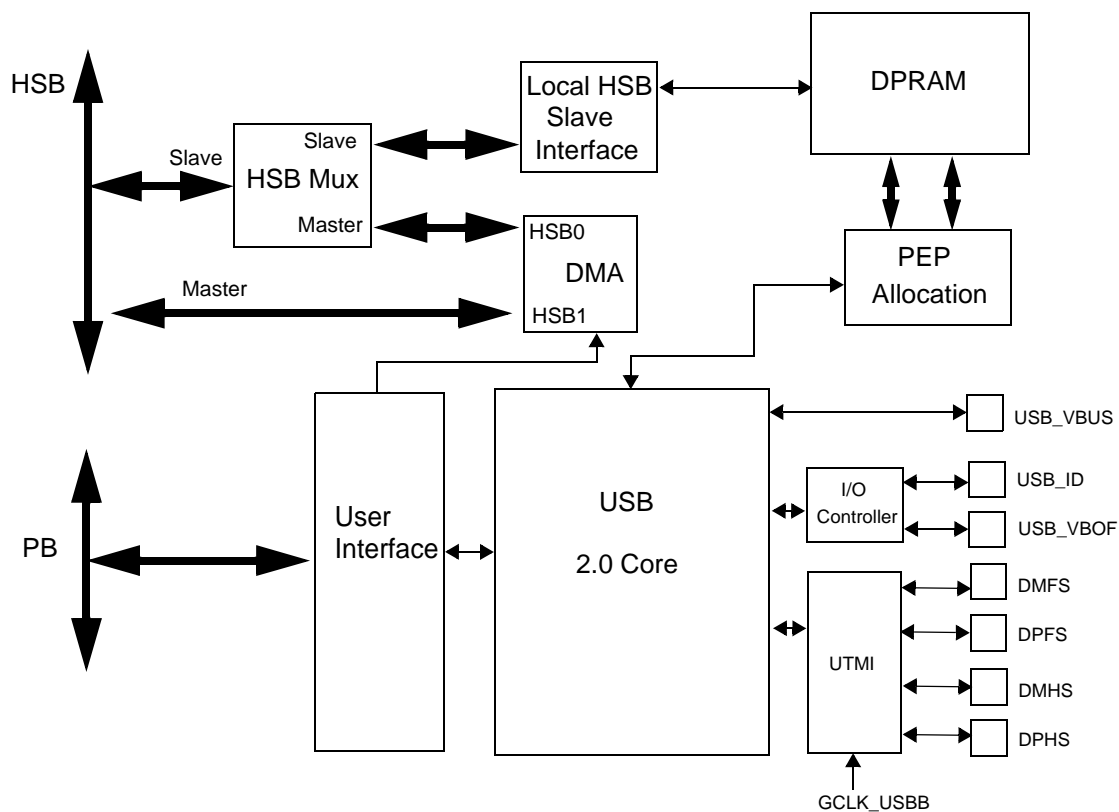 HSB
Slave
Slave
HSB Mux
Master
Local HSB
Slave
Interface
DPRAM
HSB0
DMA
HSB1
Master
PEP
Allocation
PB
User
Interface
USB
2.0 Core
I/O
Controller
UTMI
USB_VBUS
USB_ID
USB_VBOF
DMFS
DPFS
DMHS
DPHS
GCLK_USBB